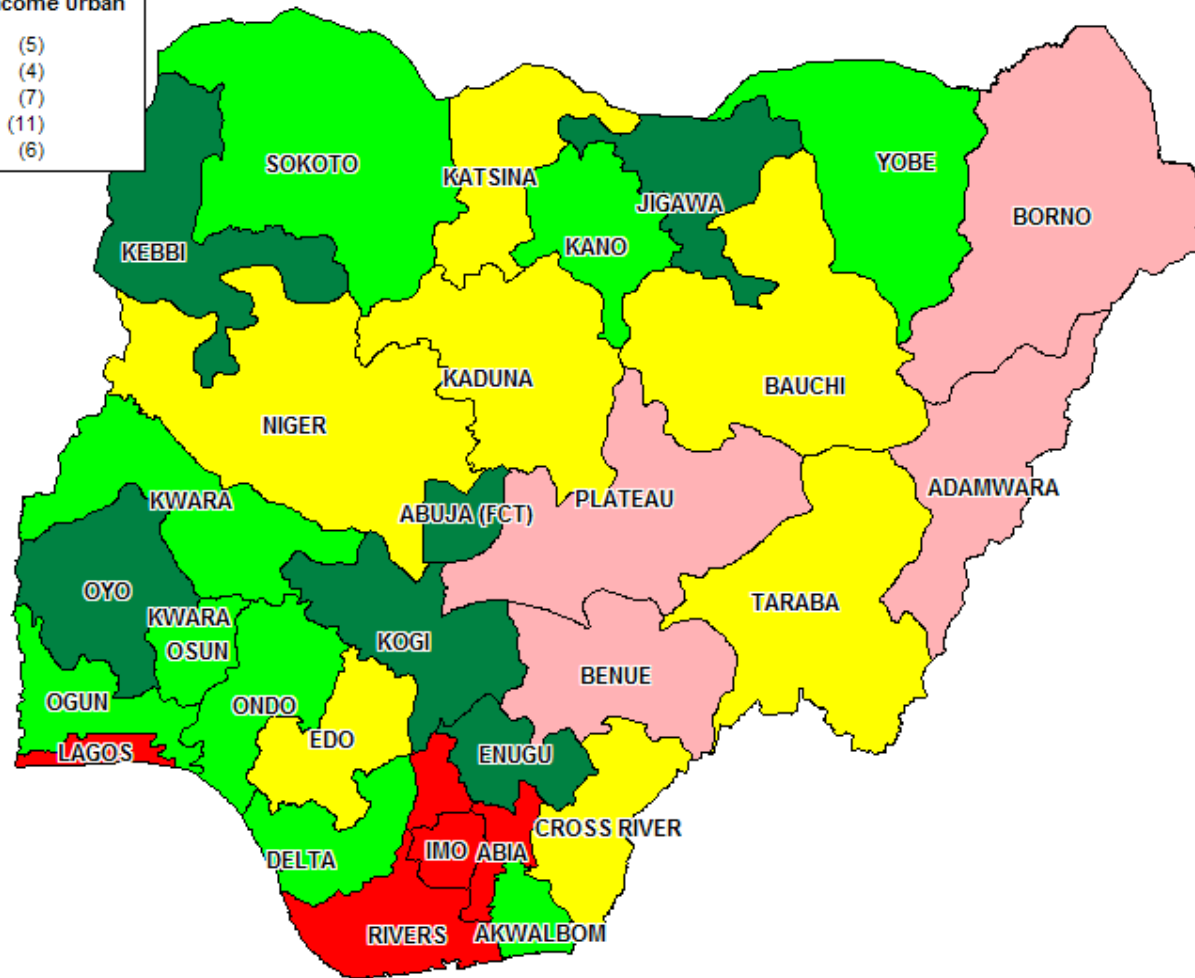 ncome Urban
(5)
(4)
(7)
(11)
(6)
SOKOTO
KATSINA
YOBE
JIGAWA
BORNO
KEBBI
KANO
KADUNA
BAUCHI
NIGER
KWARA
ABUJA (FCT)
PLATEAU
ADAMWARA
OYO
KWARA
TARABA
OSUN
KOGI
BENUE
OGUN
ONDO
EDO
LAGOS
ENUGU
CROSS RIVER
DELTA
IMO
ABIA
RIVERS
AKWALBOM